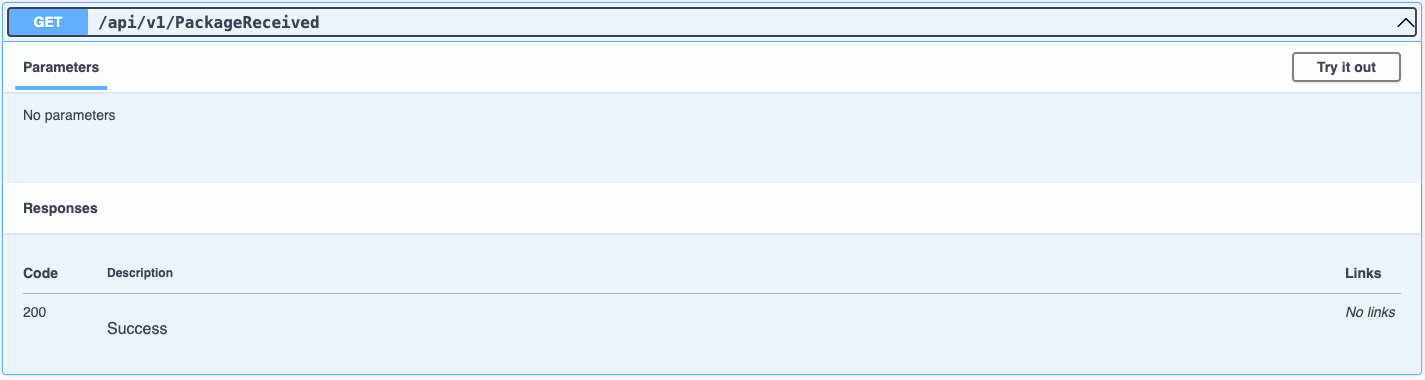 GET /api/v1/PackageReceived
Parameters Try it out
No parameters
Responses
Code Description Links
200 Success No links